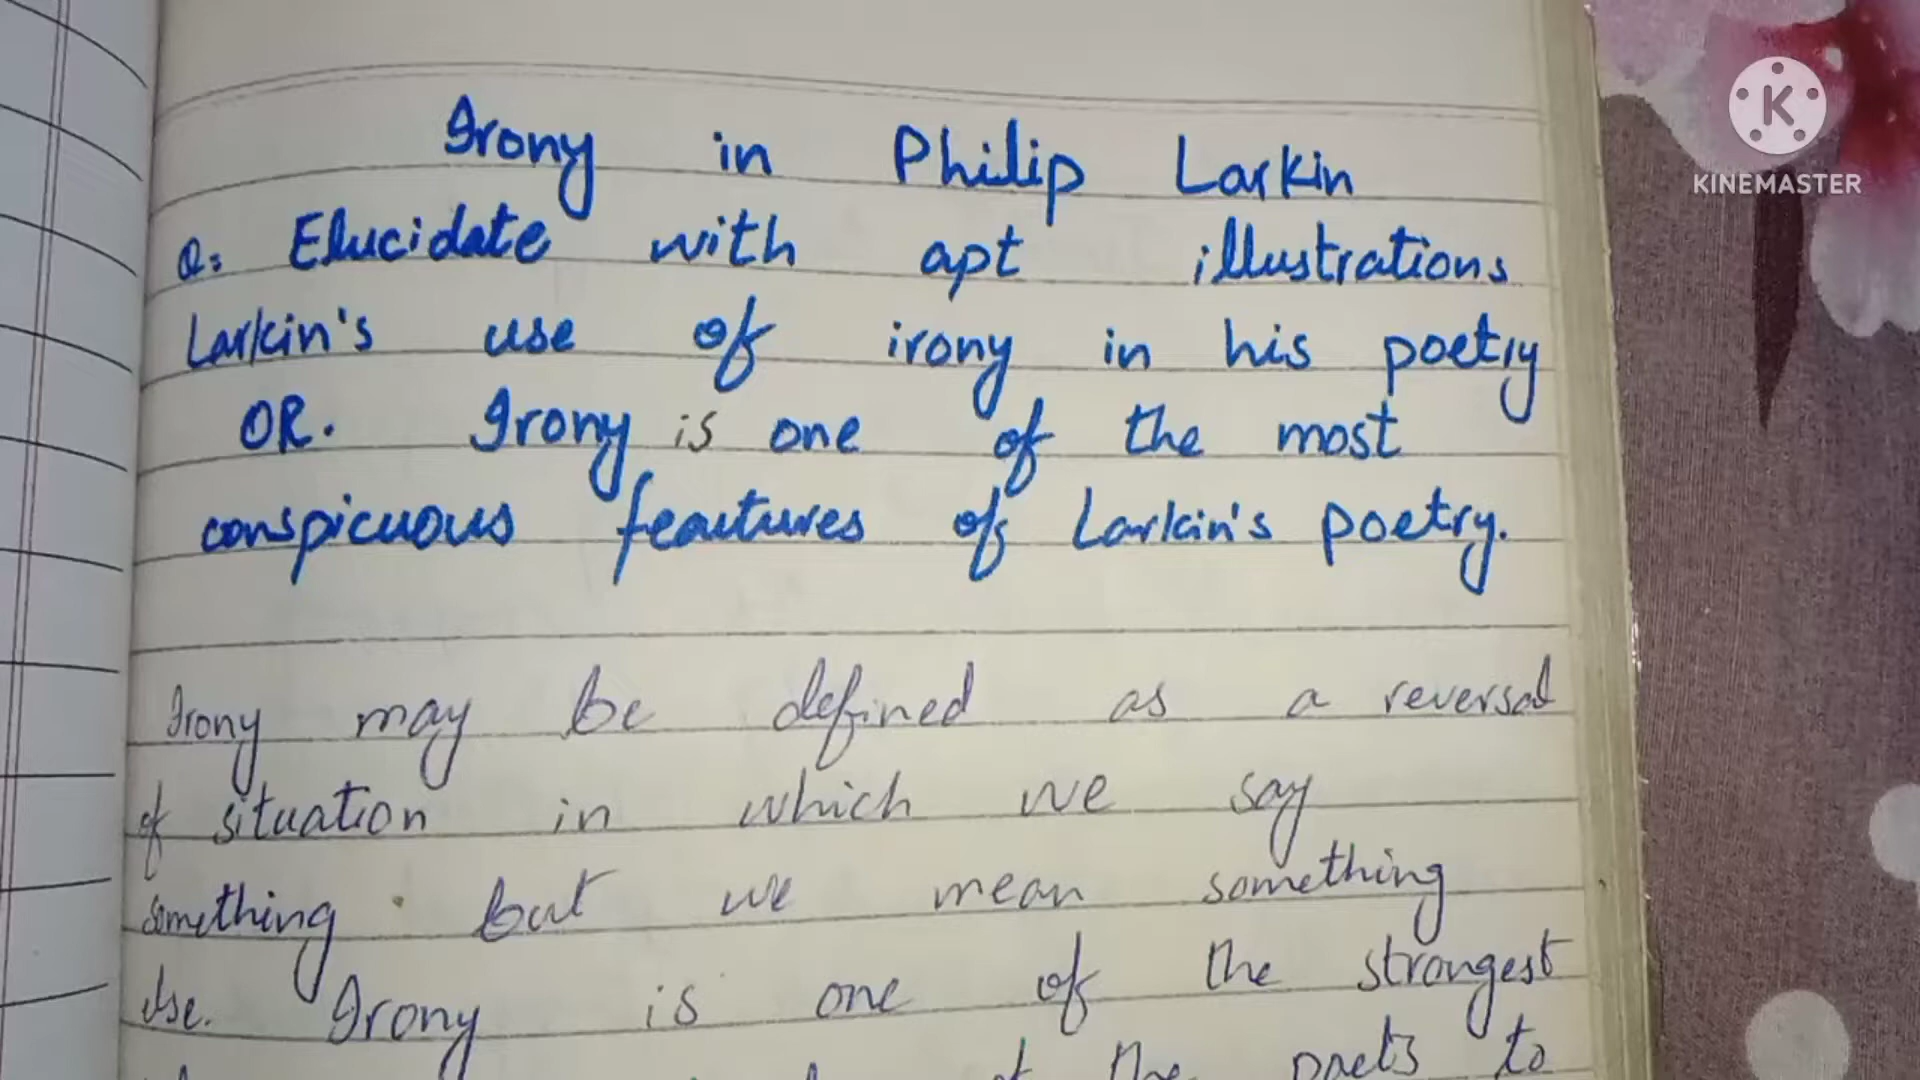 Irony in Philip Larkin
Q: Elucidate with apt illustrations
Larkin's use of irony in his poetry
OR. Irony is one of the most
conspicuous features of Larkin's poetry.
Irony may be defined as a reversal
of situation in which we say
something but we mean something
else. Irony is one of the strongest
the poets to
KINEMASTER